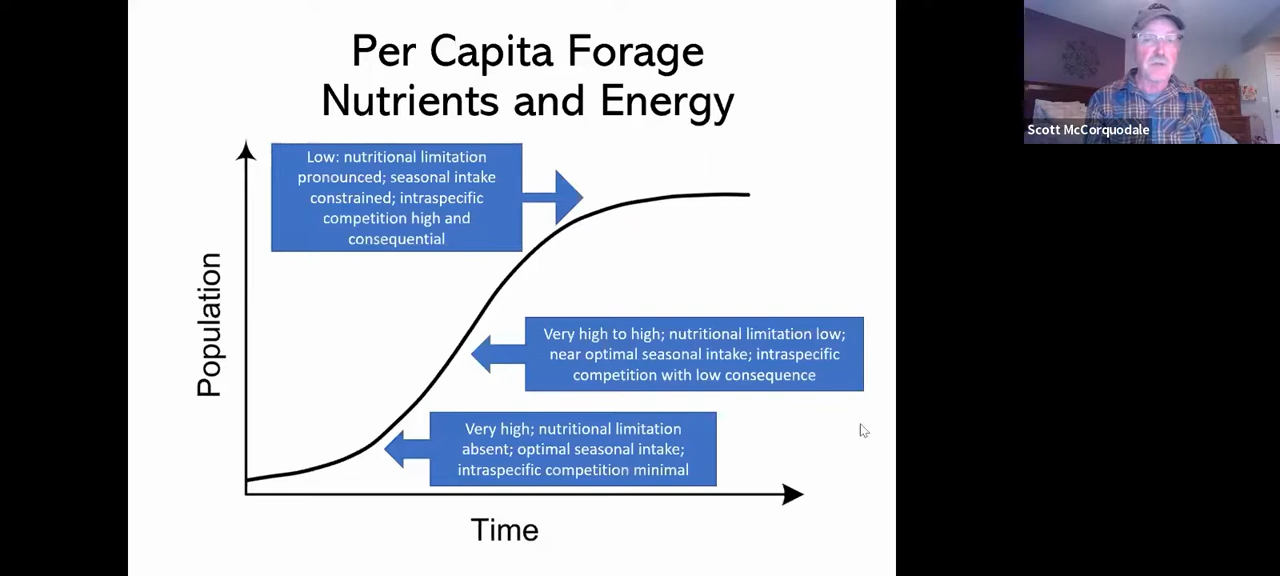 Per Capita Forage
Nutrients and Energy
Scott McCorquodale
Low: nutritional limitation
pronounced; seasonal intake
constrained; intraspecific
competition high and
consequential
Population
Very high to high; nutritional limitation low;
near optimal seasonal intake; intraspecific
competition with low consequence
Very high; nutritional limitation
absent; optimal seasonal intake;
intraspecific competition minimal
Time